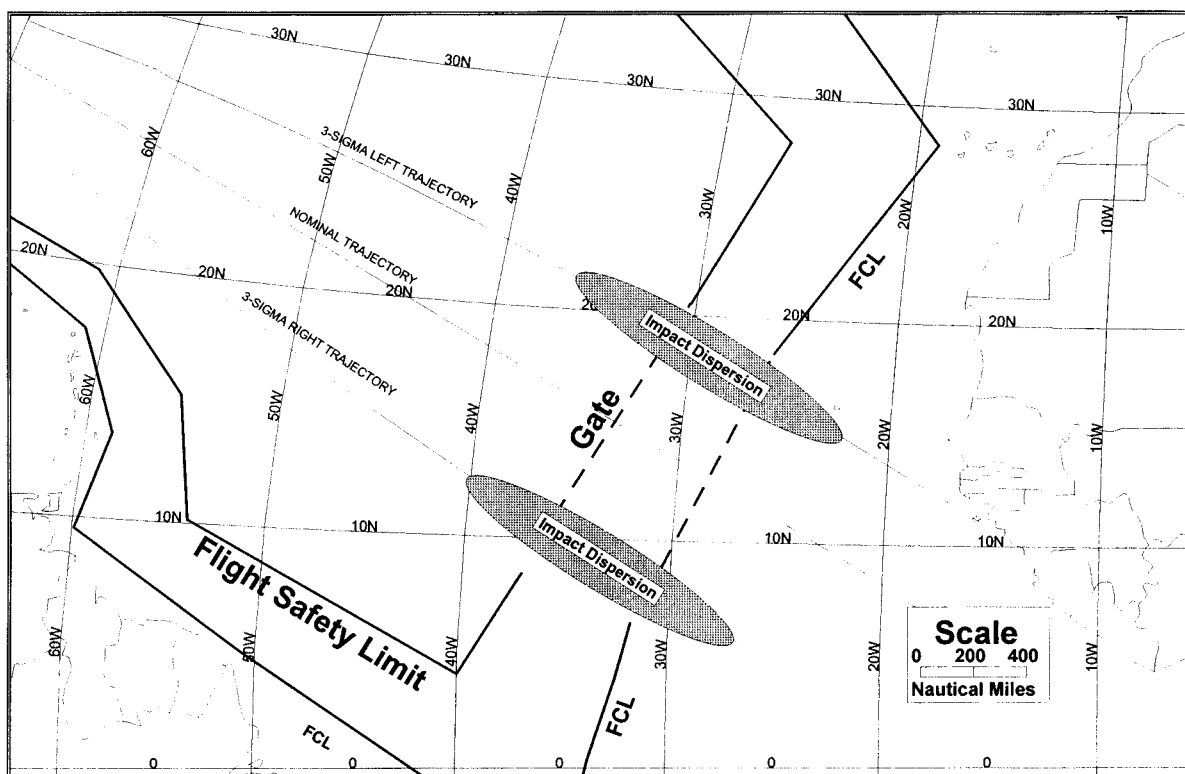 30N
30N
30N
30N
30N
60W
3-SIGMA LEFT TRAJECTORY
50W
40W
30W
20W
10W
NOMINAL TRAJECTORY
3-SIGMA RIGHT TRAJECTORY
FCL
20N
20N
20N
20N
20N
20N
Impact Dispersion
Gate
60W
50W
40W
30W
20W
10W
10N
10N
10N
10N
Impact Dispersion
Flight Safety Limit
60W
50W
40W
30W
20W
10W
FCL
FCL
Scale
0 200 400
Nautical Miles
0
0
0
0
0